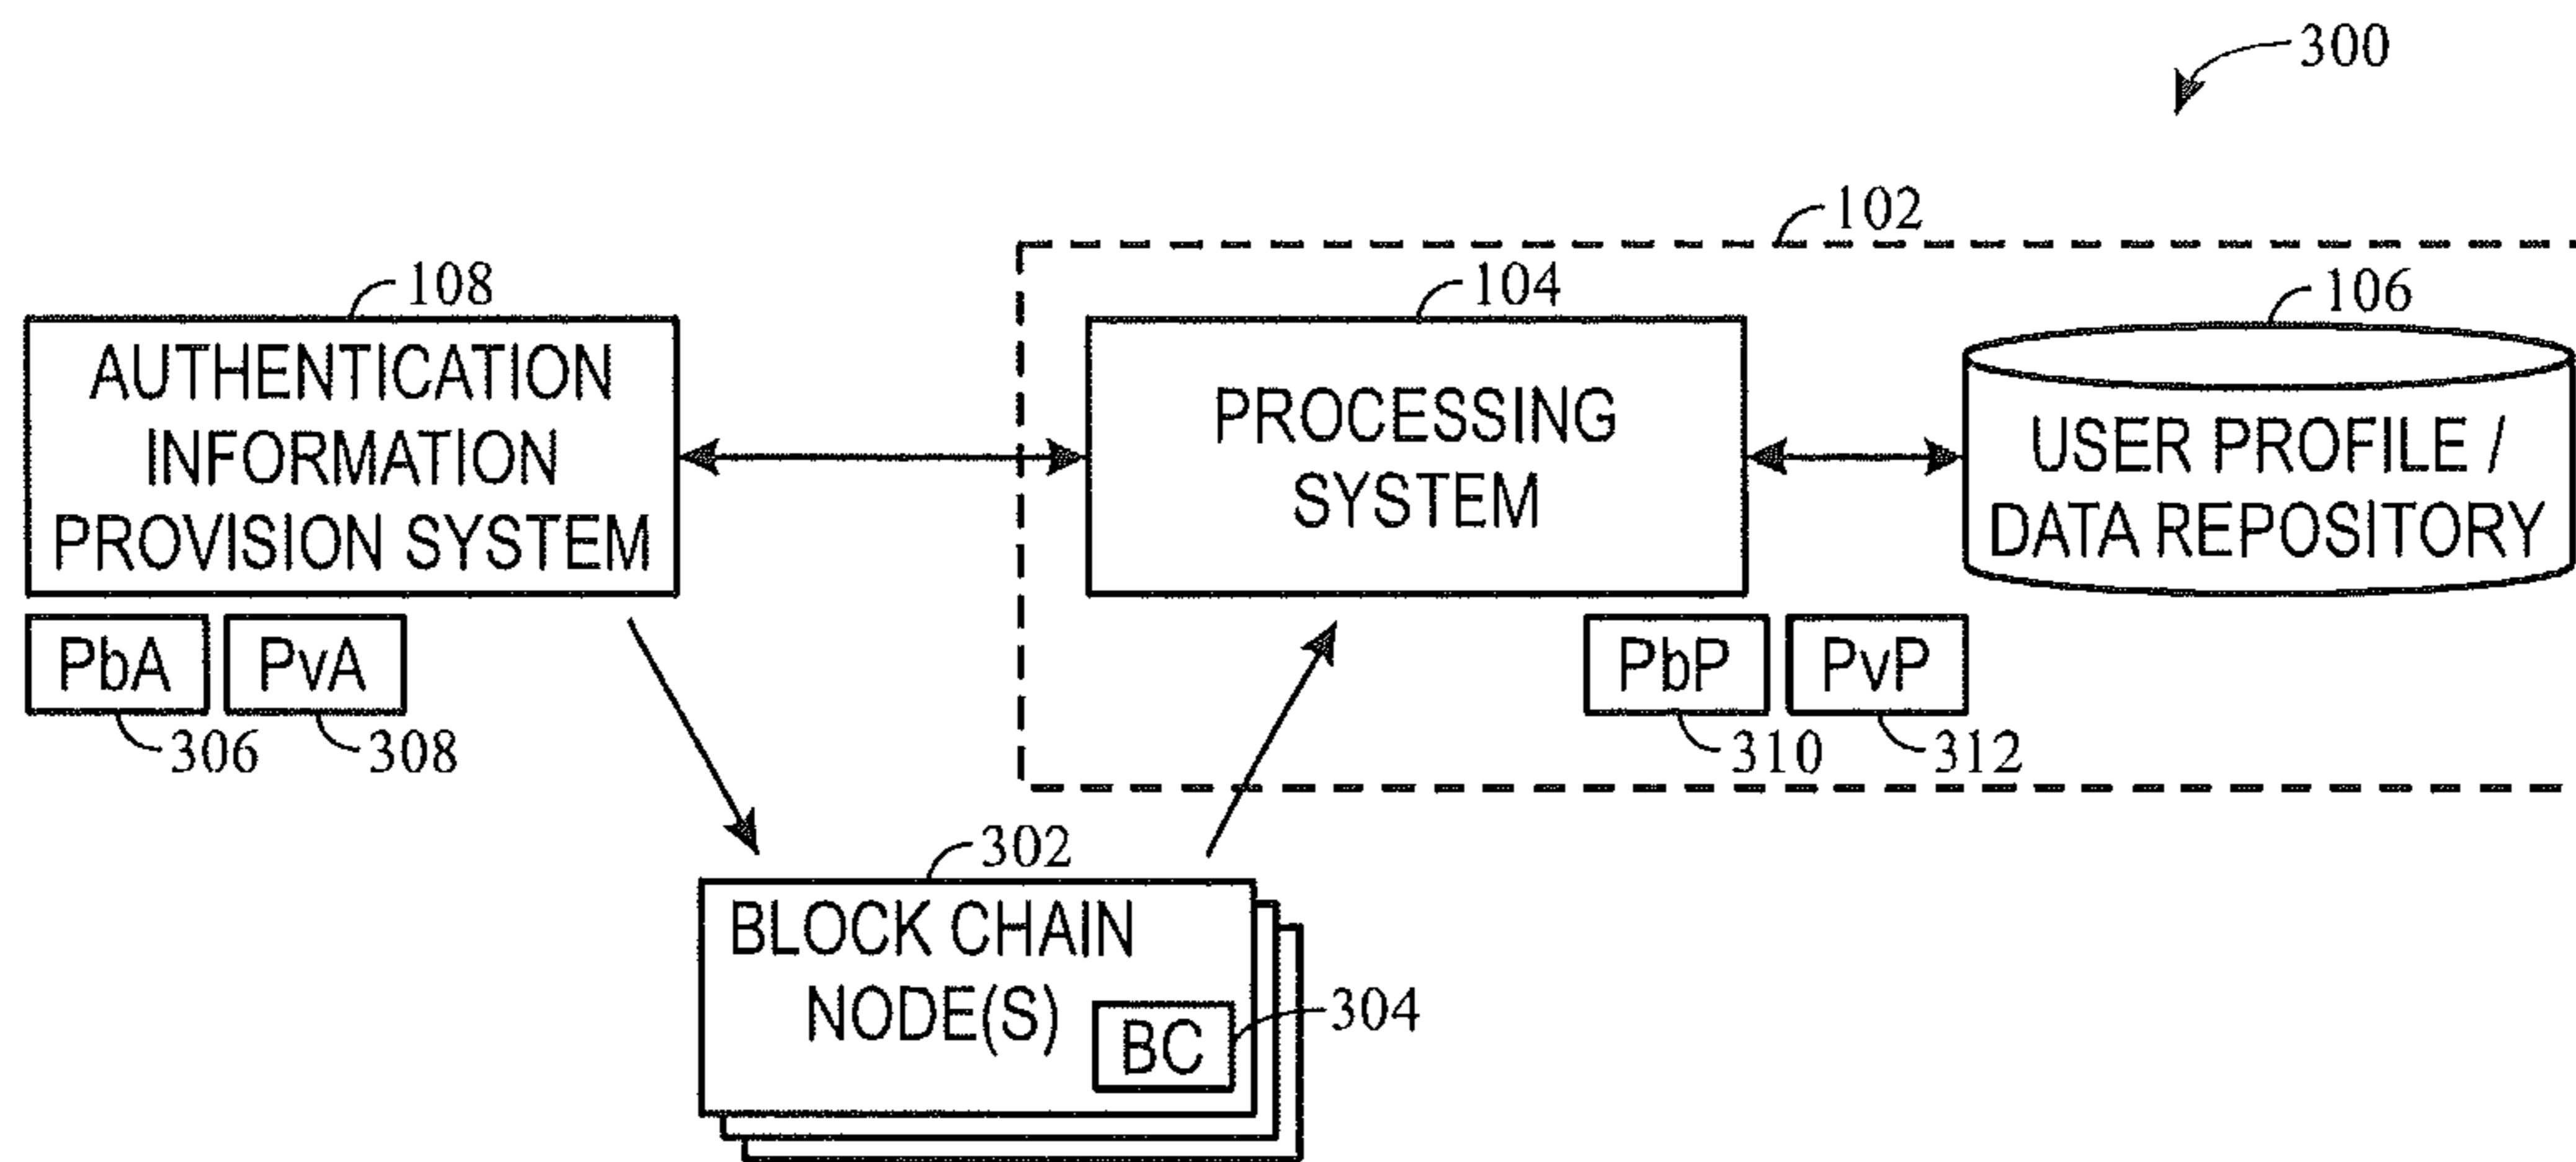 300
102
108
104
106
AUTHENTICATION
INFORMATION
PROVISION SYSTEM
PROCESSING
SYSTEM
USER PROFILE /
DATA REPOSITORY
PbA
PvA
PbP
PvP
306
308
310
312
302
BLOCK CHAIN
NODE(S)
BC
304